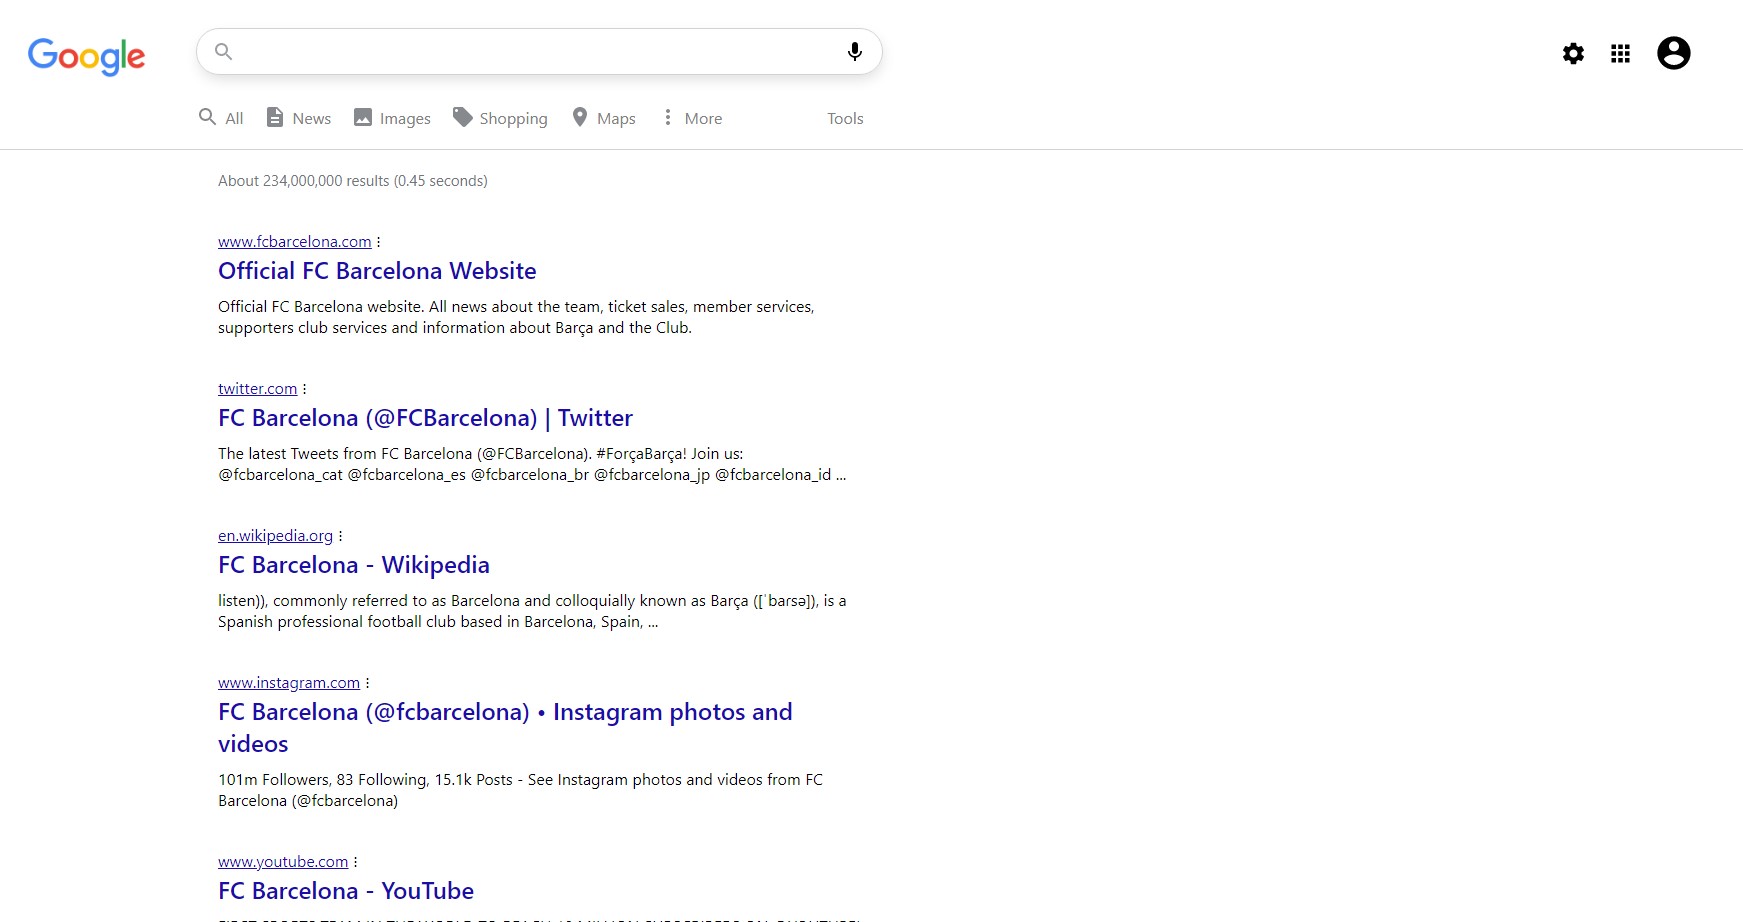 Google
All News Images Shopping Maps More Tools
About 234,000,000 results (0.45 seconds)
www.fcbarcelona.com
Official FC Barcelona Website
Official FC Barcelona website. All news about the team, ticket sales, member services,
supporters club services and information about Barça and the Club.
twitter.com
FC Barcelona (@FCBarcelona) | Twitter
The latest Tweets from FC Barcelona (@FCBarcelona). #ForçaBarça! Join us:
@fcbarcelona_cat @fcbarcelona_es @fcbarcelona_br @fcbarcelona_jp @fcbarcelona_id ...
en.wikipedia.org
FC Barcelona - Wikipedia
listen)), commonly referred to as Barcelona and colloquially known as Barça ([ˈbarsə]), is a
Spanish professional football club based in Barcelona, Spain, ...
www.instagram.com
FC Barcelona (@fcbarcelona) • Instagram photos and
videos
101m Followers, 83 Following, 15.1k Posts - See Instagram photos and videos from FC
Barcelona (@fcbarcelona)
www.youtube.com
FC Barcelona - YouTube